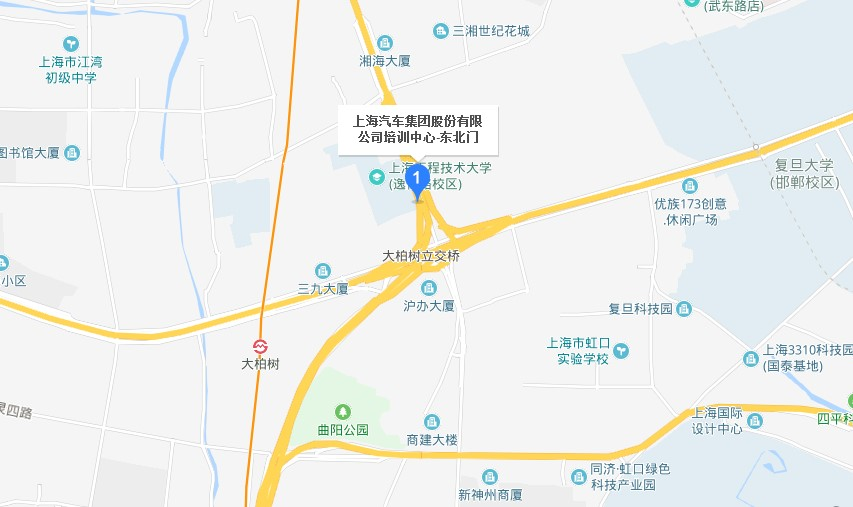 (武东路店)
三湘世纪花城
湘海大厦
上海市江湾
初级中学
上海汽车集团股份有限
公司培训中心-东北门
图书馆大厦
1
复旦大学
(邯郸校区)
优族173创意
.休闲广场
大柏树立交桥
小区
三九大厦
沪办大厦
复旦科技园
上海市虹口
实验学校
上海3310科技园
(国泰基地)
大柏树
泉四路
曲阳公园
商建大楼
上海国际
设计中心
四平科
同济·虹口绿色
科技产业园
新神州商厦